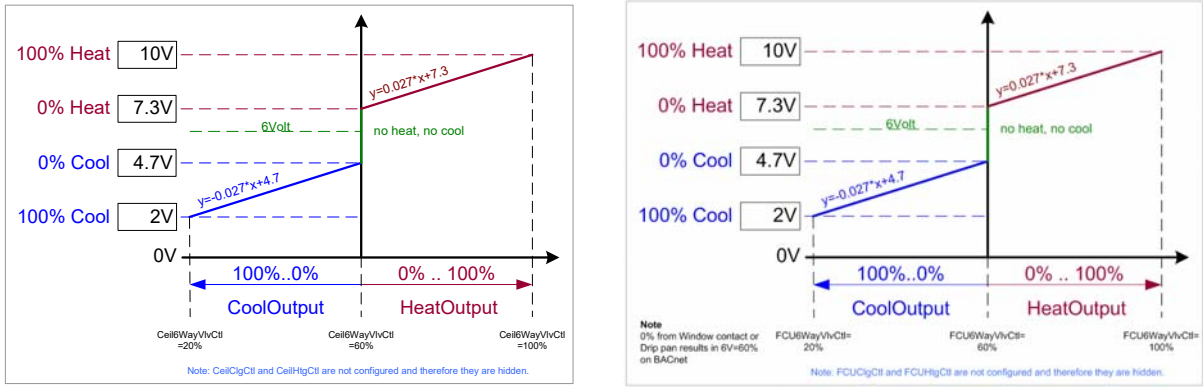 100% Heat 10V
y=0.027*x+7.3
0% Heat 7.3V
6Volt no heat, no cool
0% Cool 4.7V
y=-0.027*x+4.7
100% Cool 2V
0V
100%..0% 0% .. 100%
CoolOutput HeatOutput
Ceil6WayVlvCtl
=20%
Ceil6WayVlvCtl
=60%
Ceil6WayVlvCtl
=100%
Note: CeilClgCtl and CeilHtgCtl are not configured and therefore they are hidden.
100% Heat 10V
y=0.027*x+7.3
0% Heat 7.3V
6Volt no heat, no cool
0% Cool 4.7V
y=-0.027*x+4.7
100% Cool 2V
0V
100%..0% 0% .. 100%
CoolOutput HeatOutput
Note
0% from Window contact or
Drip pan results in 6V=60%
on BACnet
FCU6WayVlvCtl=
20%
FCU6WayVlvCtl=
60%
FCU6WayVlvCtl=
100%
Note: FCUClgCtl and FCUHtgCtl are not configured and therefore they are hidden.